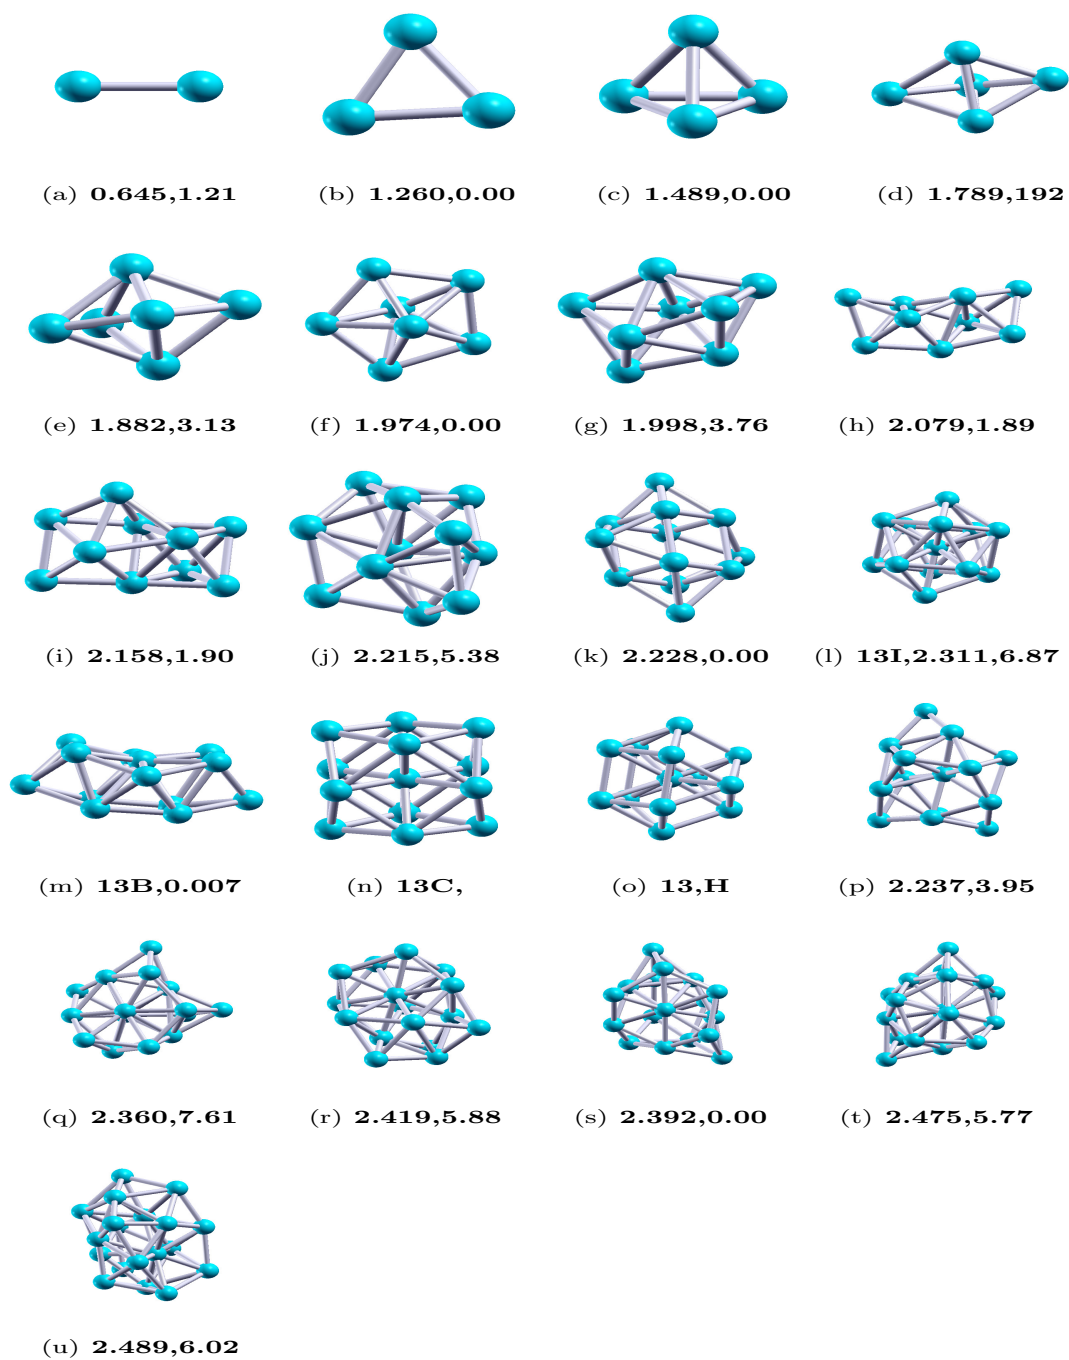 (a) 0.645,1.21 (b) 1.260,0.00 (c) 1.489,0.00 (d) 1.789,192
(e) 1.882,3.13 (f) 1.974,0.00 (g) 1.998,3.76 (h) 2.079,1.89
(i) 2.158,1.90 (j) 2.215,5.38 (k) 2.228,0.00 (l) 13I,2.311,6.87
(m) 13B,0.007 (n) 13C, (o) 13,H (p) 2.237,3.95
(q) 2.360,7.61 (r) 2.419,5.88 (s) 2.392,0.00 (t) 2.475,5.77
(u) 2.489,6.02